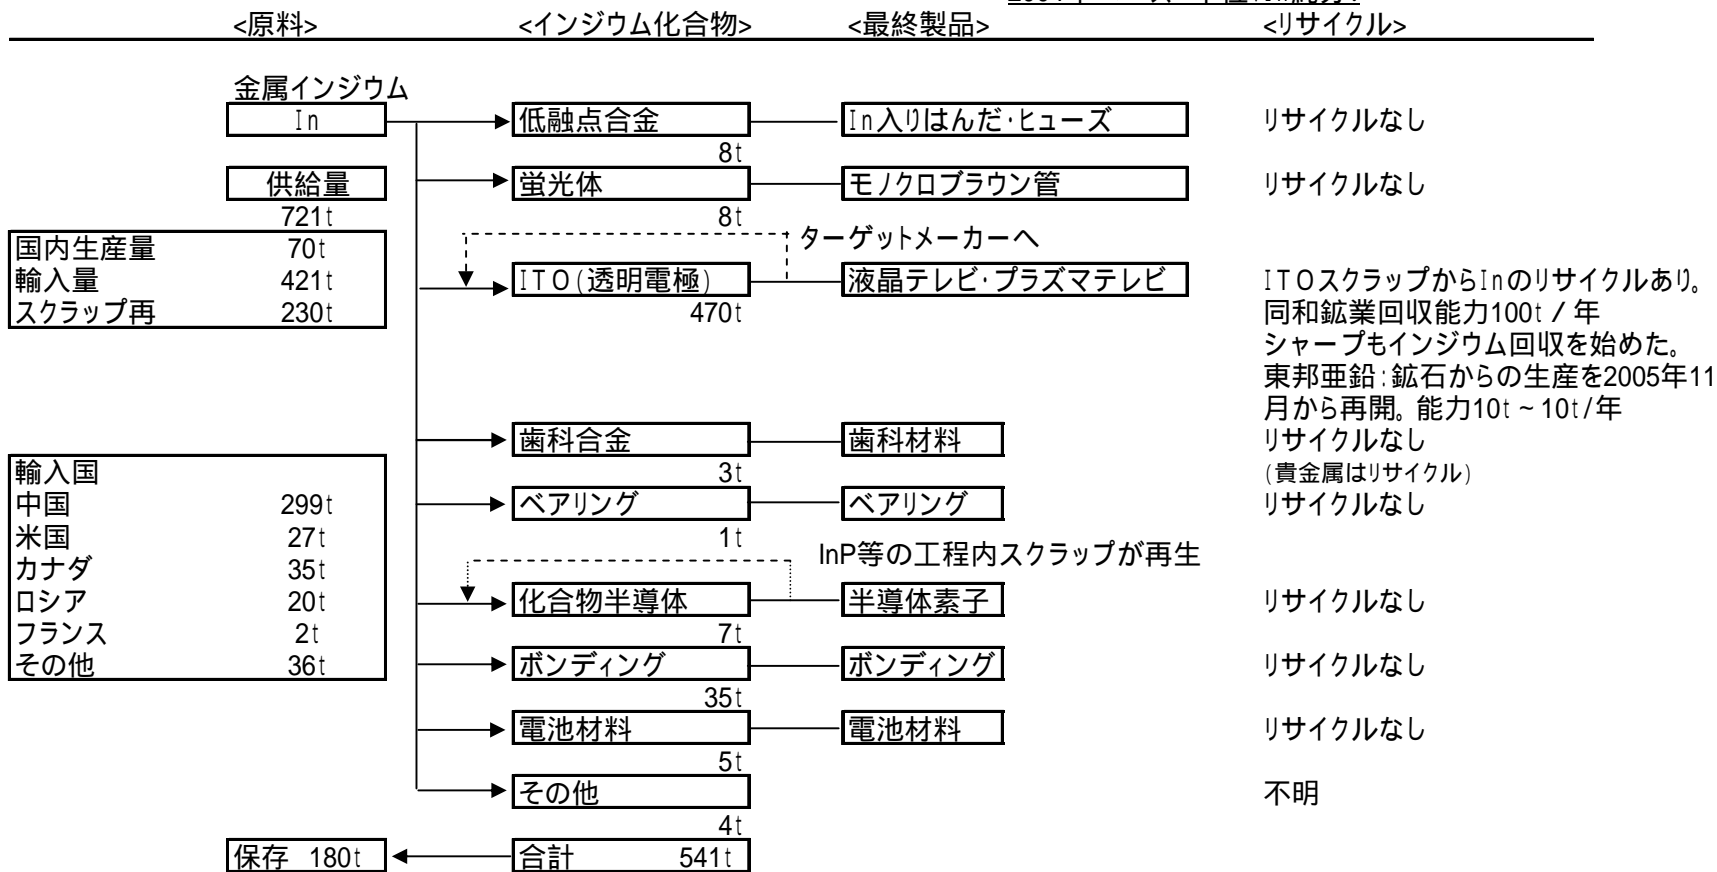 <原料> <インジウム化合物> <最終製品> <リサイクル>
金属インジウム
In 低融点合金 In入りはんだ・ヒューズ リサイクルなし
8t
供給量 蛍光体 モノクロブラウン管 リサイクルなし
721t 8t
ターゲットメーカーへ
国内生産量 70t
輸入量 421t ITO(透明電極) 液晶テレビ・プラズマテレビ ITOスクラップからInのリサイクルあり。
スクラップ再 230t 470t 同和鉱業回収能力100t/年
シャープもインジウム回収を始めた。
東邦亜鉛:鉱石からの生産を2005年11
月から再開。能力10t~10t/年
歯科合金 歯科材料 リサイクルなし
輸入国 3t (貴金属はリサイクル)
中国 299t ベアリング ベアリング リサイクルなし
米国 27t 1t
InP等の工程内スクラップが再生
カナダ 35t
ロシア 20t 化合物半導体 半導体素子 リサイクルなし
フランス 2t 7t
その他 36t ボンディング ボンディング リサイクルなし
35t
電池材料 電池材料 リサイクルなし
5t
その他 不明
4t
保存 180t 合計 541t